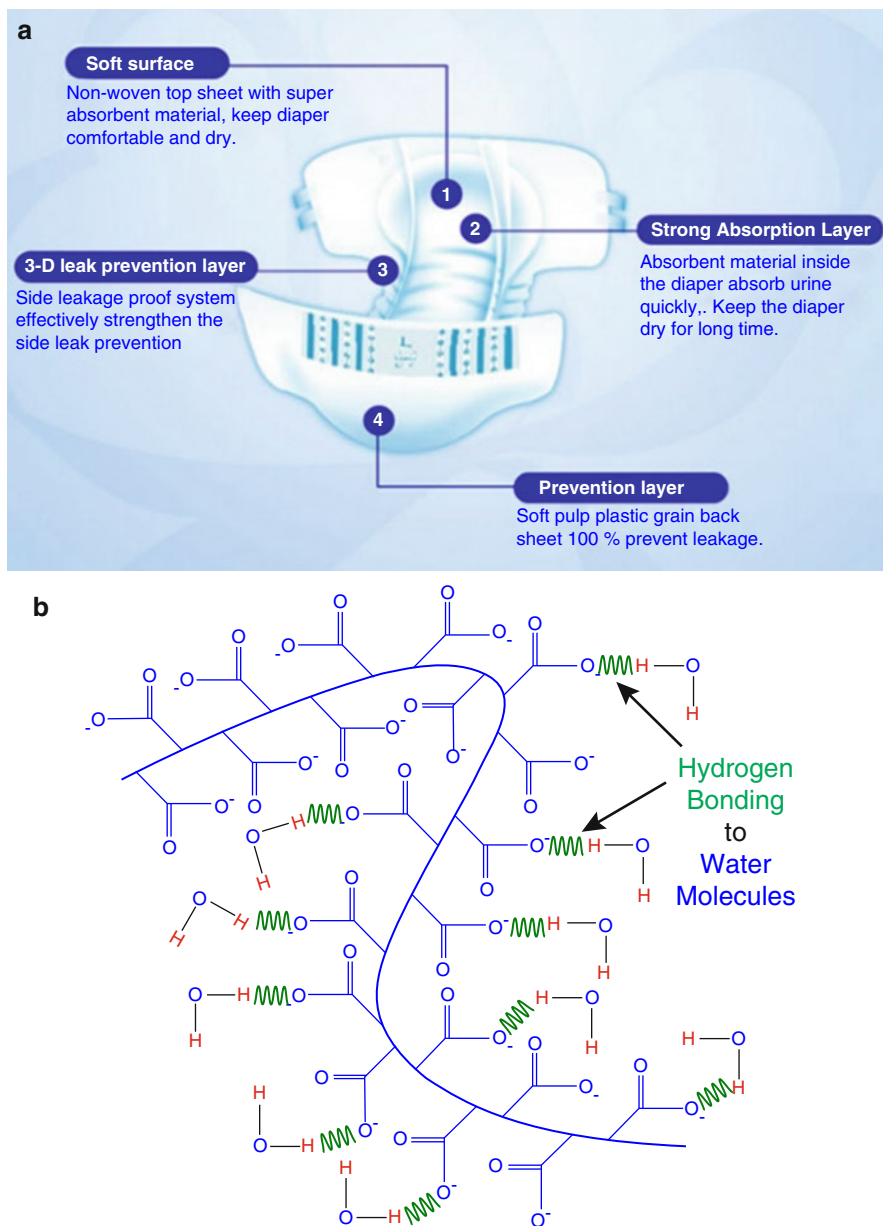 a
Soft surface
Non-woven top sheet with super
absorbent material, keep diaper
comfortable and dry.
1
2
Strong Absorption Layer
Absorbent material inside
the diaper absorb urine
quickly,. Keep the diaper
dry for long time.
3-D leak prevention layer
3
Side leakage proof system
effectively strengthen the
side leak prevention
L
4
Prevention layer
Soft pulp plastic grain back
sheet 100 % prevent leakage.
b
O O O O
-O O- O- O- H O
O O -O O O H
-O O- O- O O-
-O O- O O- O
O O
Hydrogen
Bonding
to
Water
Molecules
H -O O O- H O
O H O H
H O
O H -O O- H O
H O H
O O
O H -O O O- H O
H O O H O H O
H O O- O- H
O H O- O O O-
H O- O O-
O H